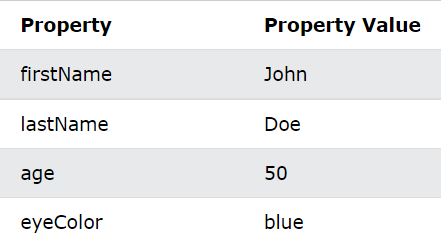 Property Property Value
firstName John
lastName Doe
age 50
eyeColor blue